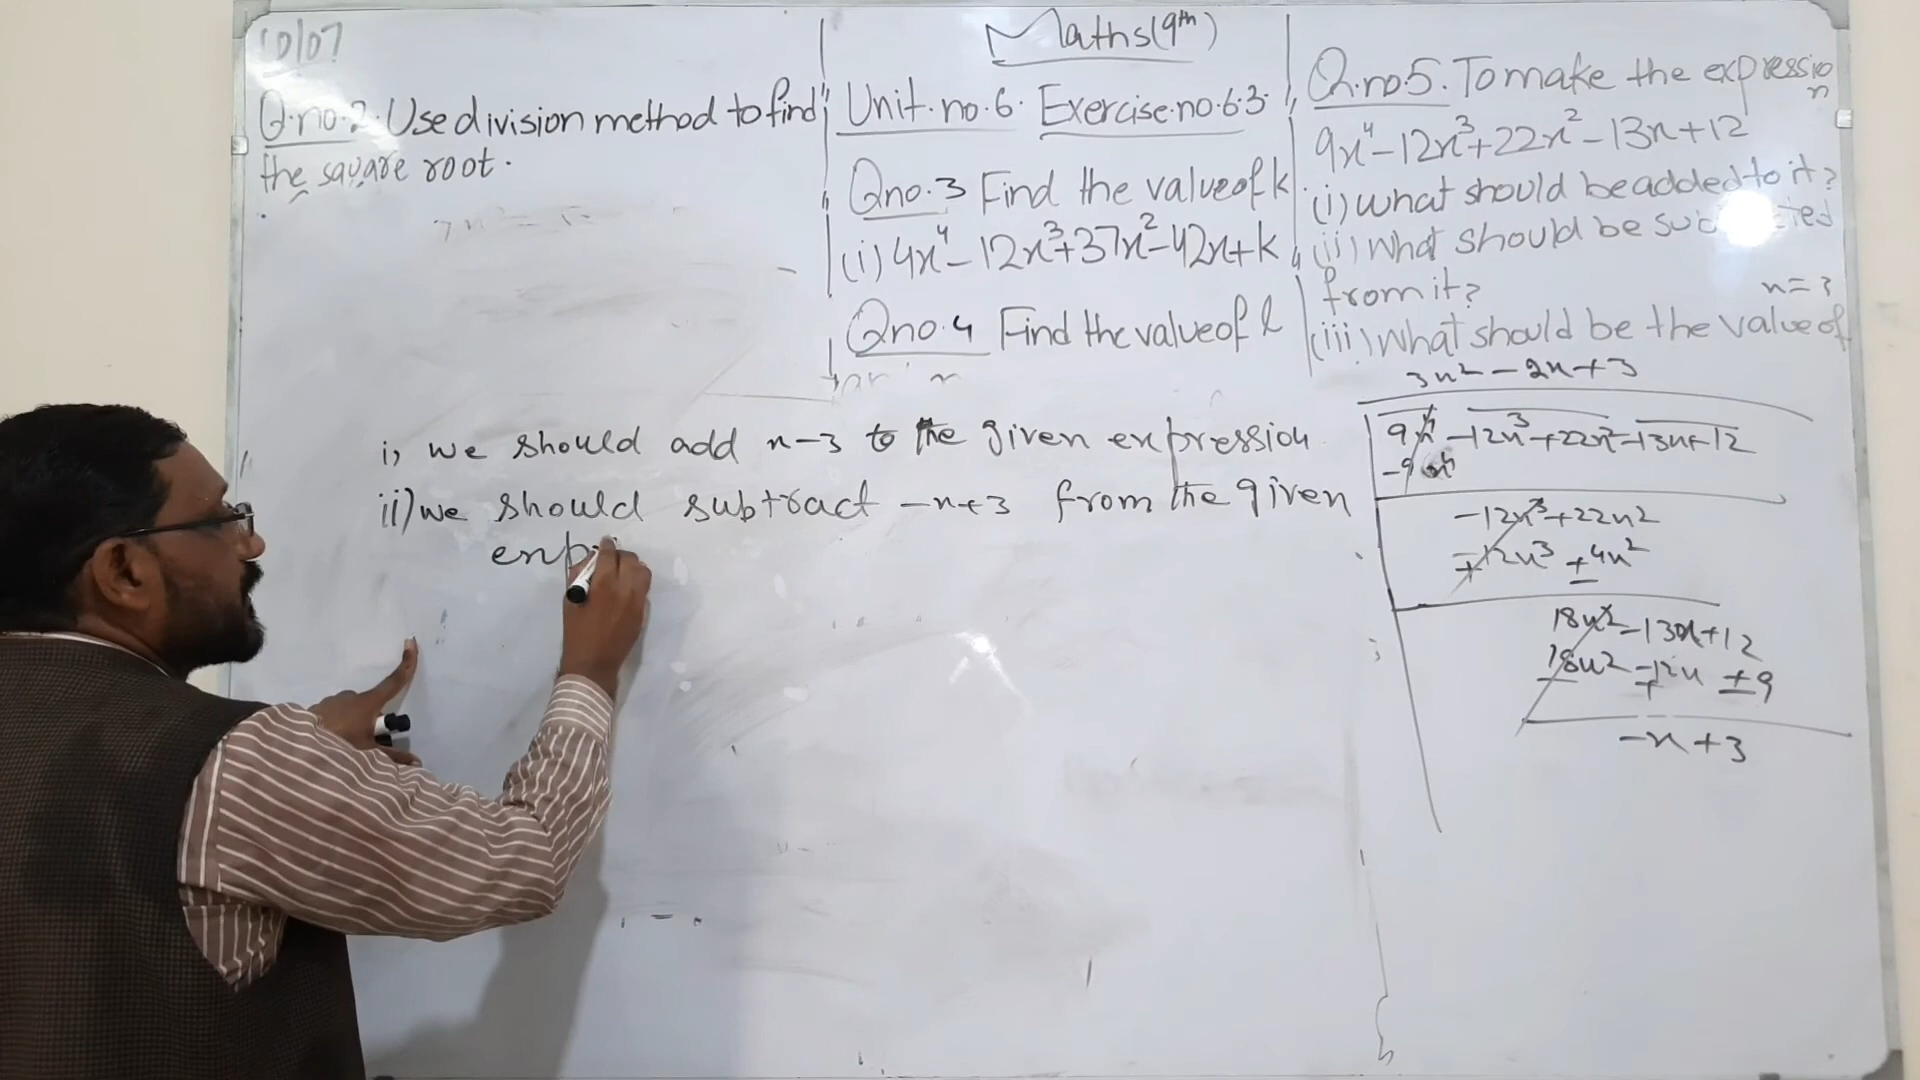 10/07
Maths(9th)
Q.no.2. Use division method to find
the square root.
Unit.no.6. Exercise.no.6.3.
Qno.3 Find the value of k.
(i) 4x⁴-12x³+37x²-42x+k
Qno.4 Find the value of l
Q.no5. To make the expression
9x⁴-12x³+22x²-13x+12
(i) What should be added to it?
(ii) What should be subtracted
from it?
x=3
(iii) What should be the value of
3x²-2x+3
9x⁴-12x³+22x²-13x+12
-9x⁴
-12x³+22x²
+12x³ ±4x²
18x²-13x+12
18x²-12x±9
-x+3
i, we should add x-3 to the given expression
ii) we should subtract -x+3 from the given
exp